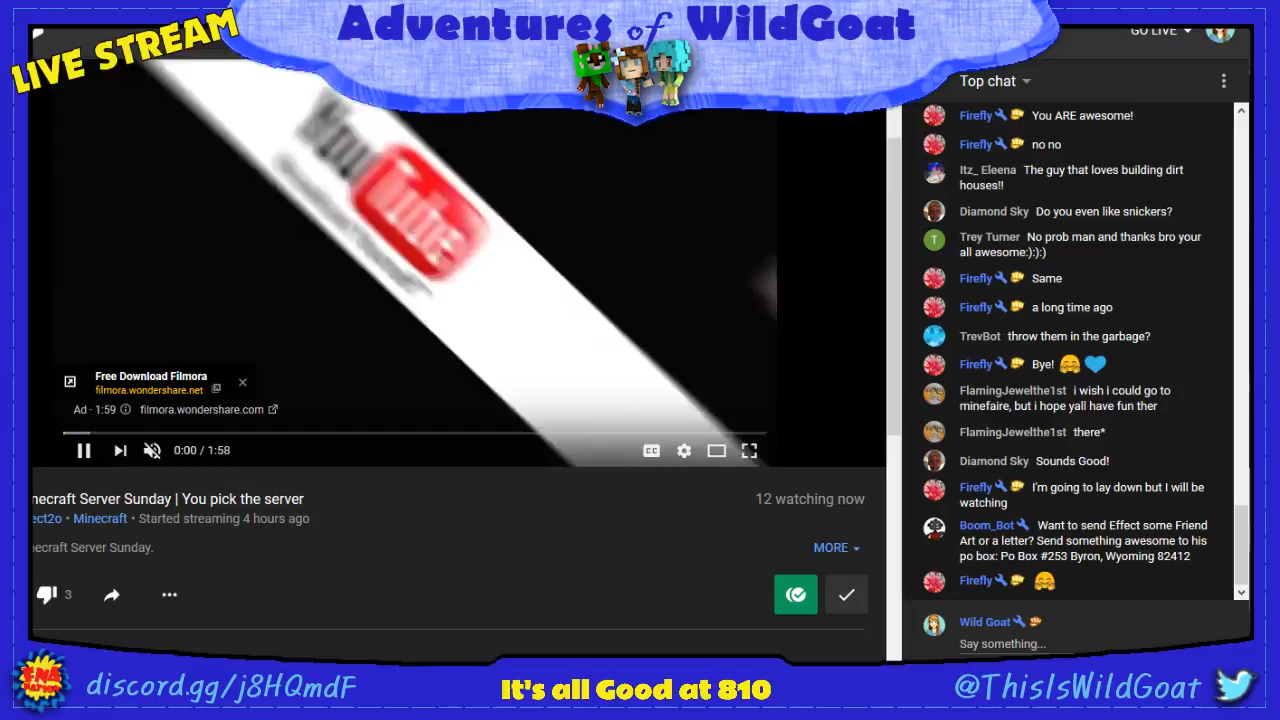 LIVE STREAM
Adventures of WildGoat
GO LIVE
Top chat
You
Firefly You ARE awesome!
Firefly no no
Itz_ Eleena The guy that loves building dirt
houses!!
Diamond Sky Do you even like snickers?
T
Trey Turner No prob man and thanks bro your
all awesome:):):)
Firefly Same
Firefly a long time ago
TrevBot throw them in the garbage?
Firefly Bye!
FlamingJewelthe1st i wish i could go to
minefaire, but i hope yall have fun ther
FlamingJewelthe1st there*
Diamond Sky Sounds Good!
Firefly I'm going to lay down but I will be
watching
Boom_Bot Want to send Effect some Friend
Art or a letter? Send something awesome to his
po box: Po Box #253 Byron, Wyoming 82412
Firefly
Wild Goat
Say something...
Free Download Filmora
filmora.wondershare.net
Ad · 1:59 filmora.wondershare.com
0:00 / 1:58
CC
necraft Server Sunday | You pick the server
12 watching now
ect2o • Minecraft • Started streaming 4 hours ago
necraft Server Sunday.
MORE
3
discord.gg/j8HQmdF
It's all Good at 810
@ThisIsWildGoat